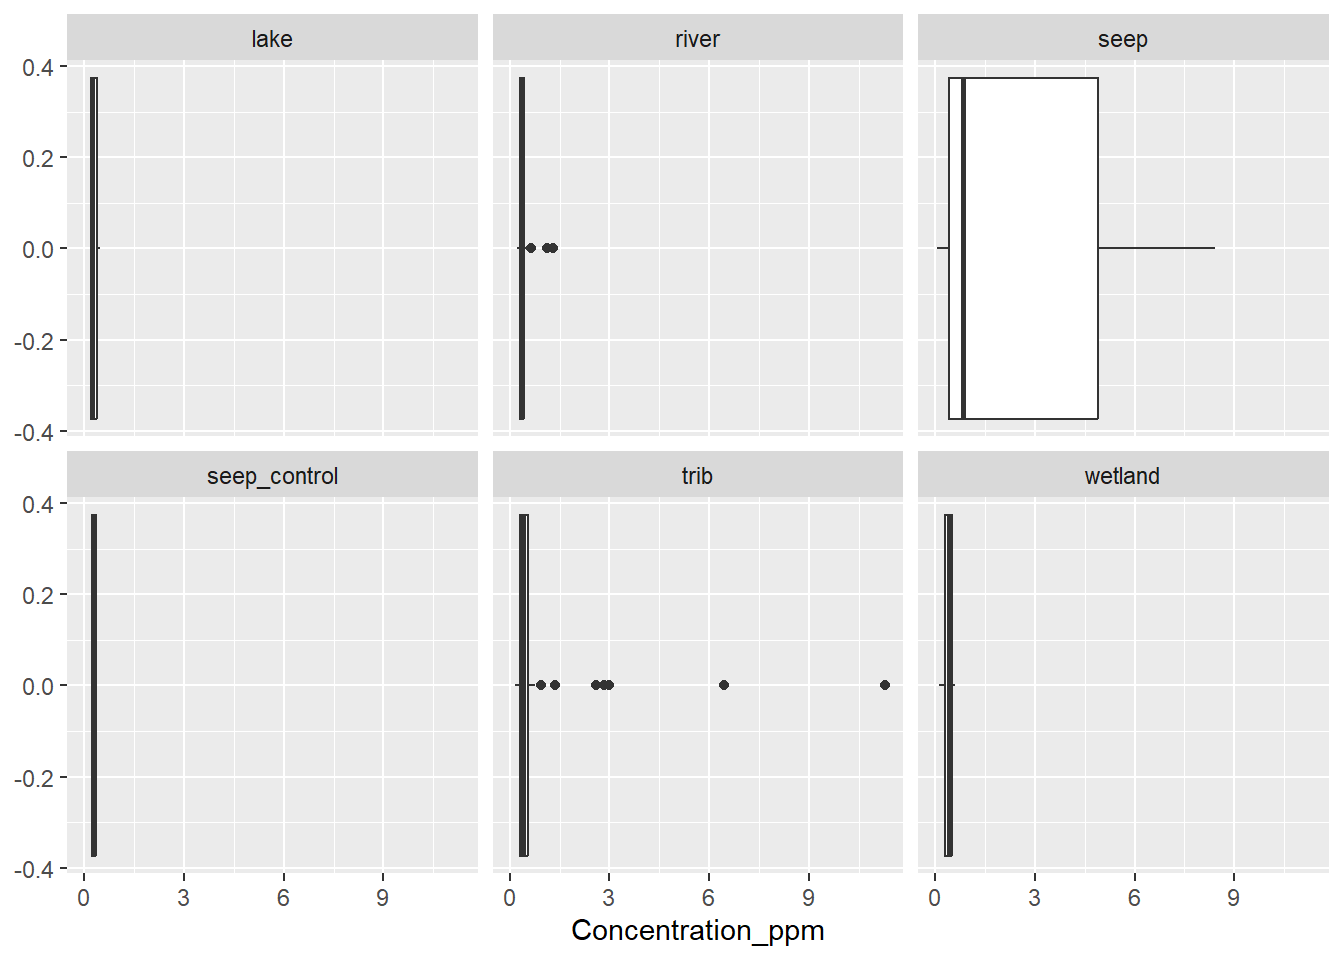 lake river seep
0.4
0.2
0.0
-0.2
-0.4
seep_control trib wetland
0.4
0.2
0.0
-0.2
-0.4
0 3 6 9 0 3 6 9 0 3 6 9
Concentration_ppm